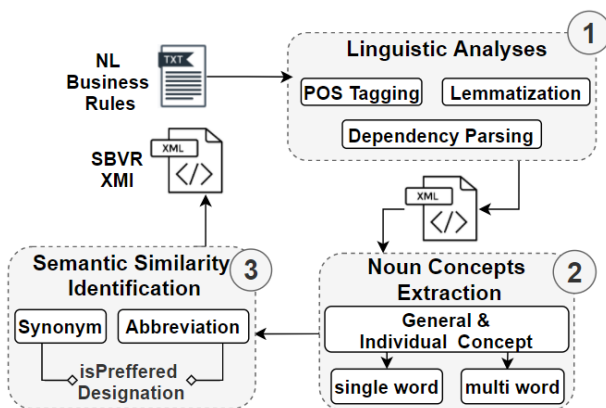 NL
Business
Rules
TXT
1
Linguistic Analyses
POS Tagging
Lemmatization
Dependency Parsing
SBVR
XMI
XML
</>
XML
</>
Semantic Similarity
Identification
3
Synonym
Abbreviation
isPreffered
Designation
Noun Concepts
Extraction
2
General &
Individual Concept
single word
multi word